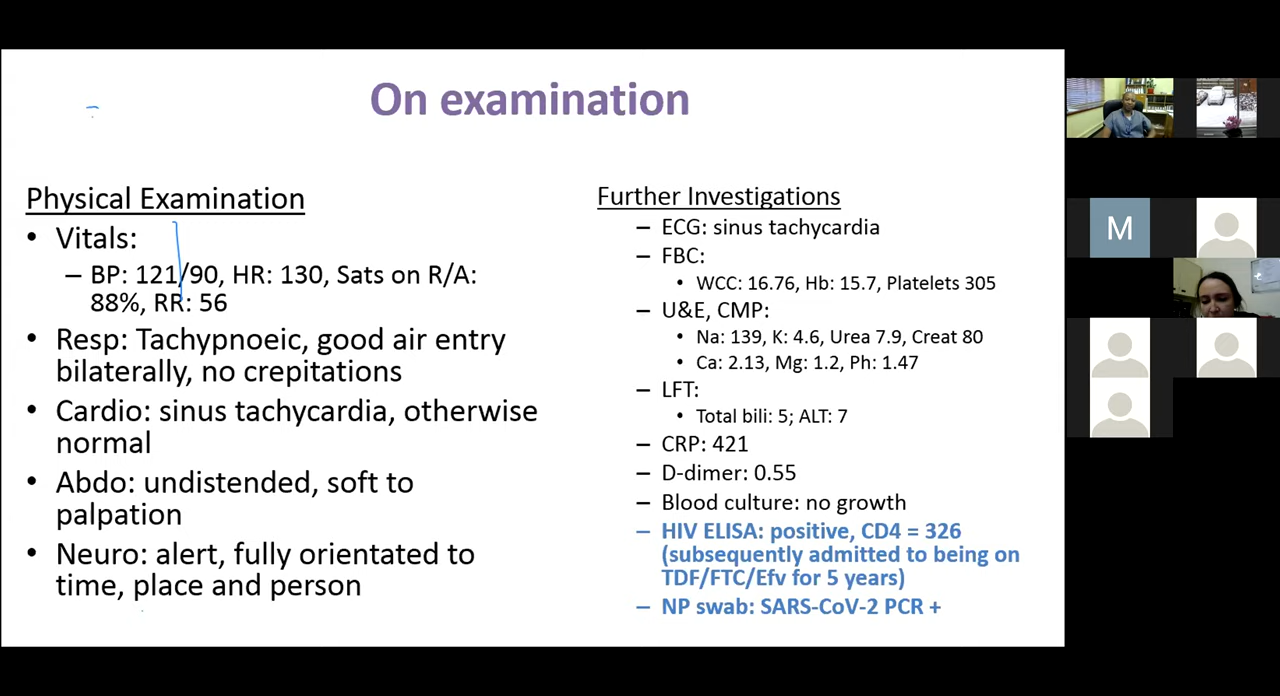 On examination
Physical Examination
• Vitals:
– BP: 121/90, HR: 130, Sats on R/A:
88%, RR: 56
• Resp: Tachypnoeic, good air entry
bilaterally, no crepitations
• Cardio: sinus tachycardia, otherwise
normal
• Abdo: undistended, soft to
palpation
• Neuro: alert, fully orientated to
time, place and person
Further Investigations
– ECG: sinus tachycardia
– FBC:
• WCC: 16.76, Hb: 15.7, Platelets 305
– U&E, CMP:
• Na: 139, K: 4.6, Urea 7.9, Creat 80
• Ca: 2.13, Mg: 1.2, Ph: 1.47
– LFT:
• Total bili: 5; ALT: 7
– CRP: 421
– D-dimer: 0.55
– Blood culture: no growth
– HIV ELISA: positive, CD4 = 326
(subsequently admitted to being on
TDF/FTC/Efv for 5 years)
– NP swab: SARS-CoV-2 PCR +
M